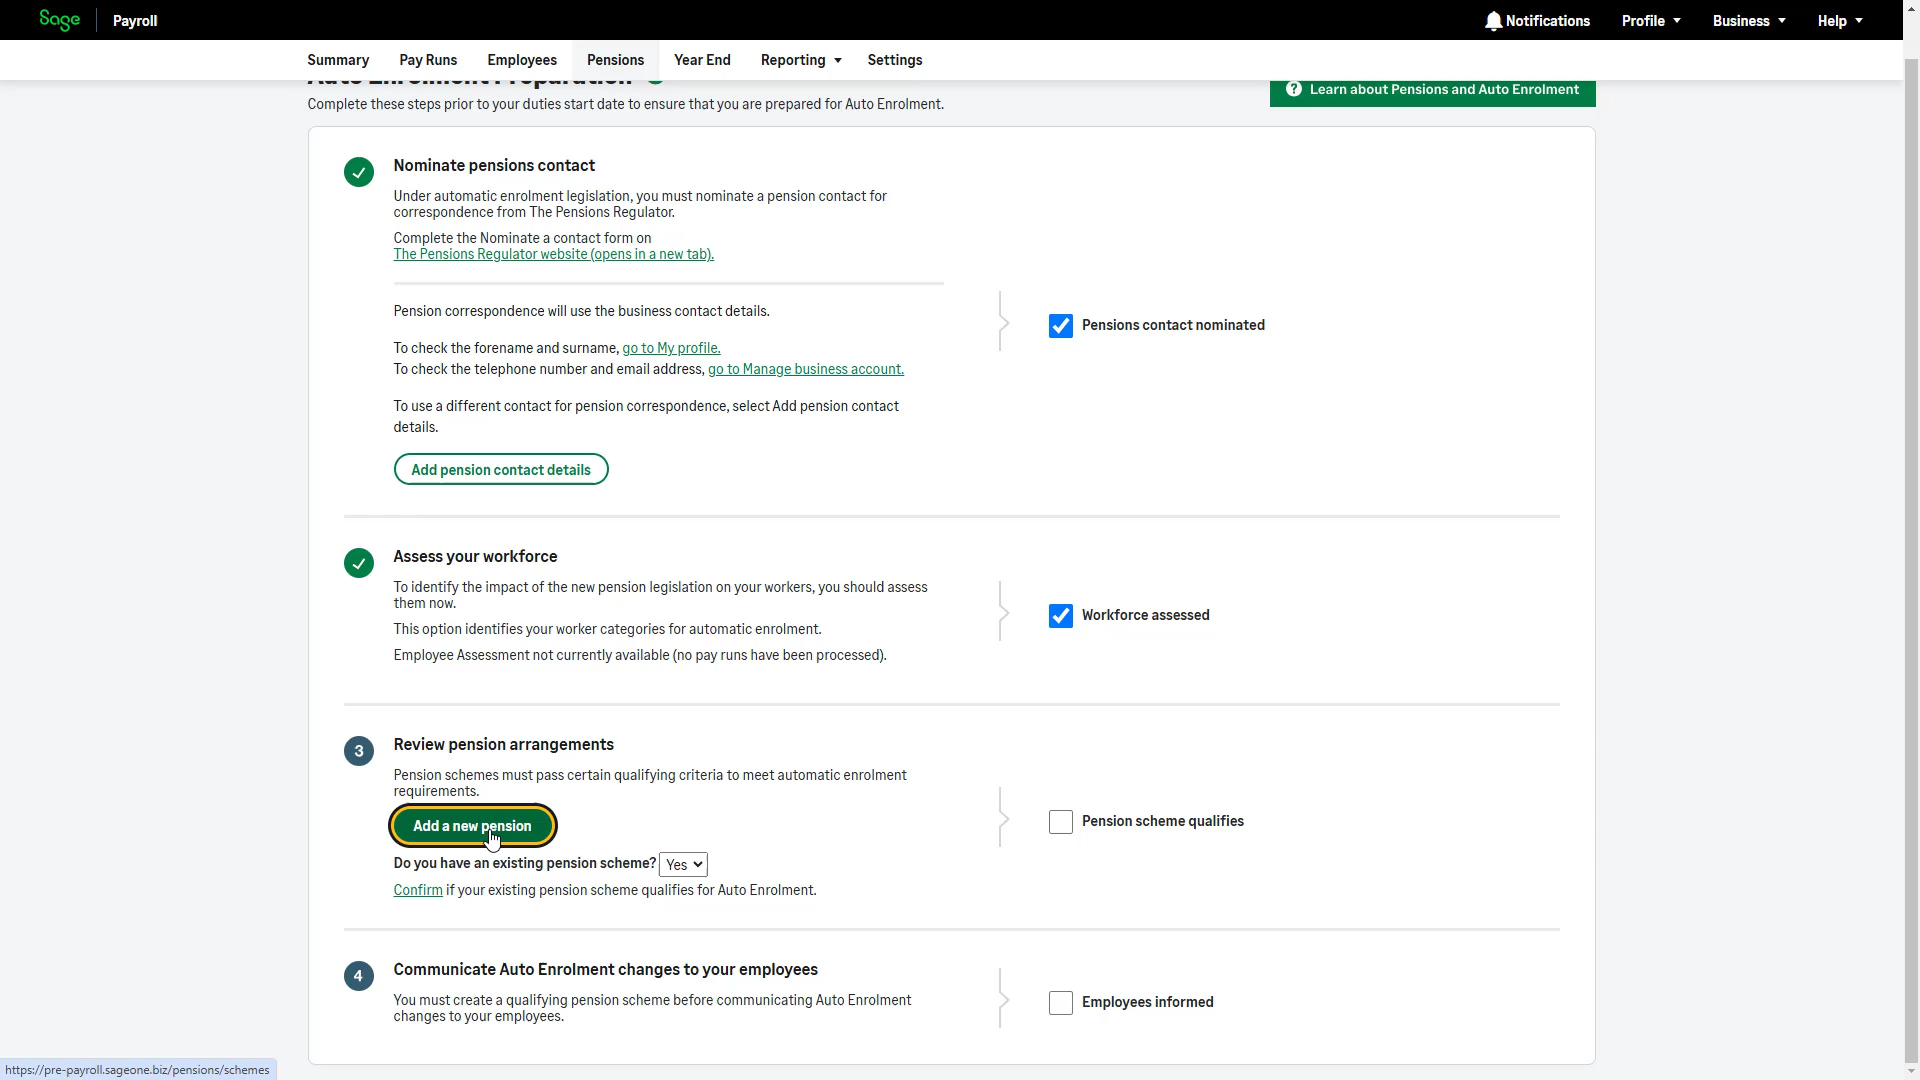 Sage
Payroll
Notifications
Profile
Business
Help
Summary
Pay Runs
Employees
Pensions
Year End
Reporting
Settings
Auto Enrolment Preparation
Complete these steps prior to your duties start date to ensure that you are prepared for Auto Enrolment.
? Learn about Pensions and Auto Enrolment
Nominate pensions contact
Under automatic enrolment legislation, you must nominate a pension contact for
correspondence from The Pensions Regulator.
Complete the Nominate a contact form on
The Pensions Regulator website (opens in a new tab).
Pension correspondence will use the business contact details.
To check the forename and surname, go to My profile.
To check the telephone number and email address, go to Manage business account.
To use a different contact for pension correspondence, select Add pension contact
details.
Add pension contact details
Pensions contact nominated
Assess your workforce
To identify the impact of the new pension legislation on your workers, you should assess
them now.
This option identifies your worker categories for automatic enrolment.
Employee Assessment not currently available (no pay runs have been processed).
Workforce assessed
3
Review pension arrangements
Pension schemes must pass certain qualifying criteria to meet automatic enrolment
requirements.
Add a new pension
Do you have an existing pension scheme? Yes
Confirm if your existing pension scheme qualifies for Auto Enrolment.
Pension scheme qualifies
4
Communicate Auto Enrolment changes to your employees
You must create a qualifying pension scheme before communicating Auto Enrolment
changes to your employees.
Employees informed
https://pre-payroll.sageone.biz/pensions/schemes